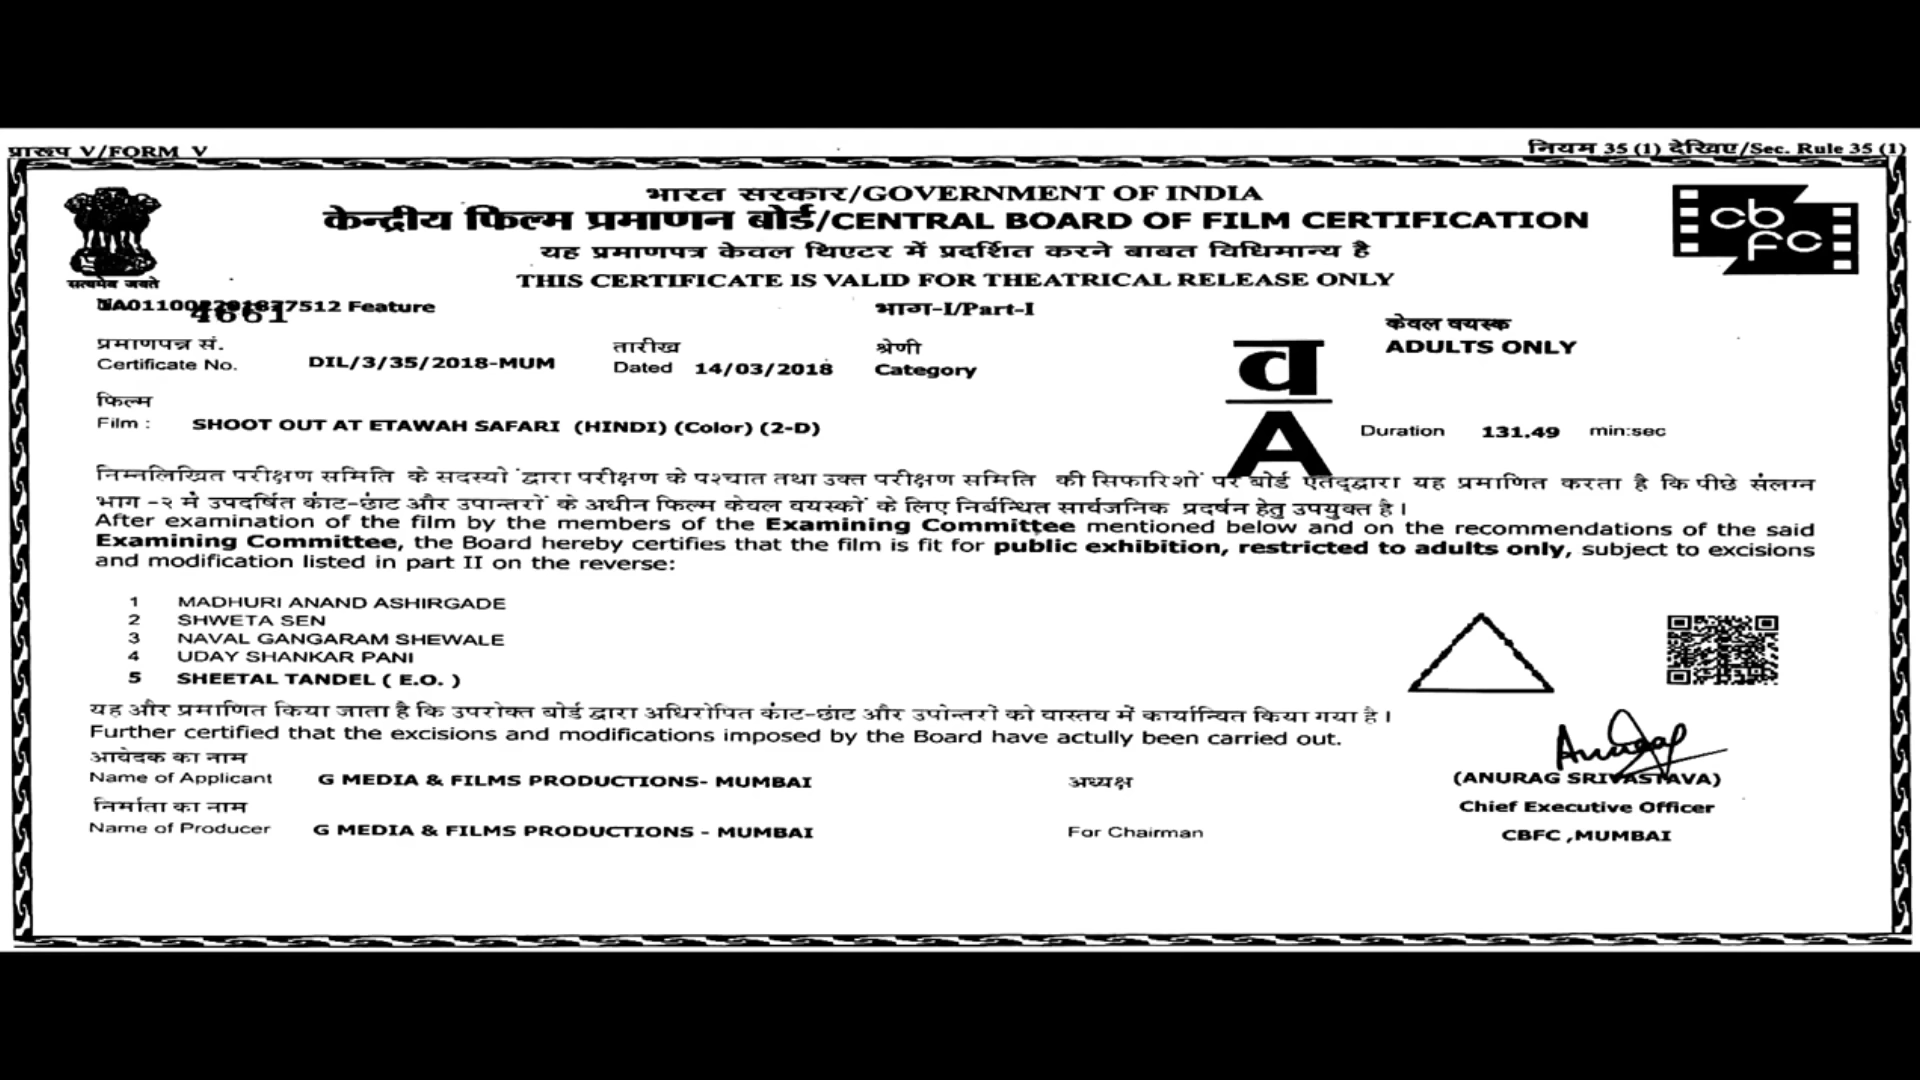 प्रारूप V/FORM V
नियम 35 (1) देखिए/Sec. Rule 35 (1)
भारत सरकार/GOVERNMENT OF INDIA
केन्द्रीय फिल्म प्रमाणन बोर्ड/CENTRAL BOARD OF FILM CERTIFICATION
cbfc
यह प्रमाणपत्र केवल थिएटर में प्रदर्शित करने बाबत विधिमान्य है
सत्यमेव जयते
THIS CERTIFICATE IS VALID FOR THEATRICAL RELEASE ONLY
Feature
4661
भाग-I/Part-I
केवल वयस्क
ADULTS ONLY
प्रमाणपत्र सं.
Certificate No. DIL/3/35/2018-MUM
तारीख
Dated 14/03/2018
श्रेणी
Category
व
A
फिल्म
Film : SHOOT OUT AT ETAWAH SAFARI (HINDI) (Color) (2-D)
Duration 131.49 min:sec
निम्नलिखित परीक्षण समिति के सदस्यो द्वारा परीक्षण के पश्चात तथा उक्त परीक्षण समिति की सिफारिशों पर बोर्ड एतद्द्वारा यह प्रमाणित करता है कि पीछे संलग्न
भाग -२ में उपदर्षित कांट-छांट और उपान्तरों के अधीन फिल्म केवल वयस्कों के लिए निर्बन्धित सार्वजनिक प्रदर्षन हेतु उपयुक्त है।
After examination of the film by the members of the Examining Committee mentioned below and on the recommendations of the said
Examining Committee, the Board hereby certifies that the film is fit for public exhibition, restricted to adults only, subject to excisions
and modification listed in part II on the reverse:
1 MADHURI ANAND ASHIRGADE
2 SHWETA SEN
3 NAVAL GANGARAM SHEWALE
4 UDAY SHANKAR PANI
5 SHEETAL TANDEL ( E.O. )
यह और प्रमाणित किया जाता है कि उपरोक्त बोर्ड द्वारा अधिरोपित कांट-छांट और उपोन्तरों को वास्तव में कार्यान्वित किया गया है।
Further certified that the excisions and modifications imposed by the Board have actully been carried out.
आवेदक का नाम
Name of Applicant G MEDIA & FILMS PRODUCTIONS- MUMBAI
अध्यक्ष
(ANURAG SRIVASTAVA)
निर्माता का नाम
Chief Executive Officer
Name of Producer G MEDIA & FILMS PRODUCTIONS - MUMBAI
For Chairman
CBFC ,MUMBAI